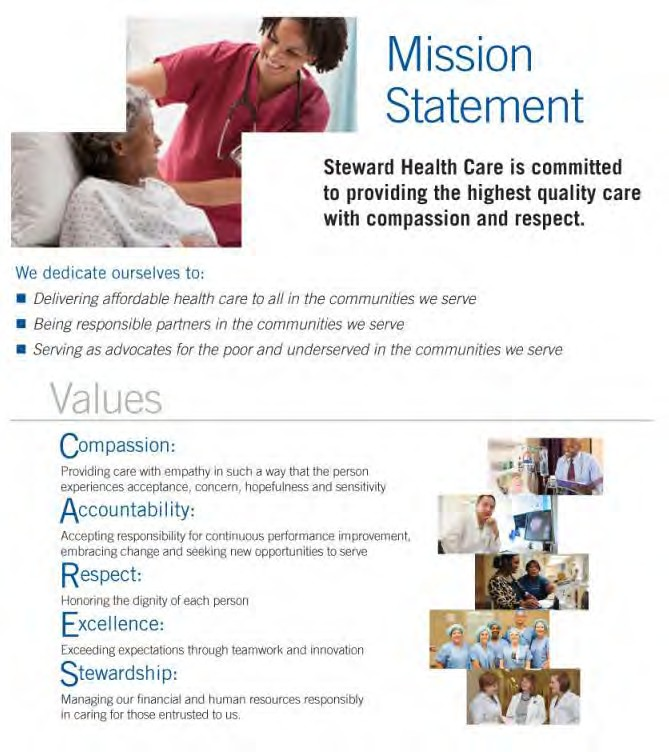 Mission
Statement
Steward Health Care is committed
to providing the highest quality care
with compassion and respect.
We dedicate ourselves to:
■ Delivering affordable health care to all in the communities we serve
■ Being responsible partners in the communities we serve
■ Serving as advocates for the poor and underserved in the communities we serve
Values
Compassion:
Providing care with empathy in such a way that the person
experiences acceptance, concern, hopefulness and sensitivity
Accountability:
Accepting responsibility for continuous performance improvement,
embracing change and seeking new opportunities to serve
Respect:
Honoring the dignity of each person
Excellence:
Exceeding expectations through teamwork and innovation
Stewardship:
Managing our financial and human resources responsibly
in caring for those entrusted to us.